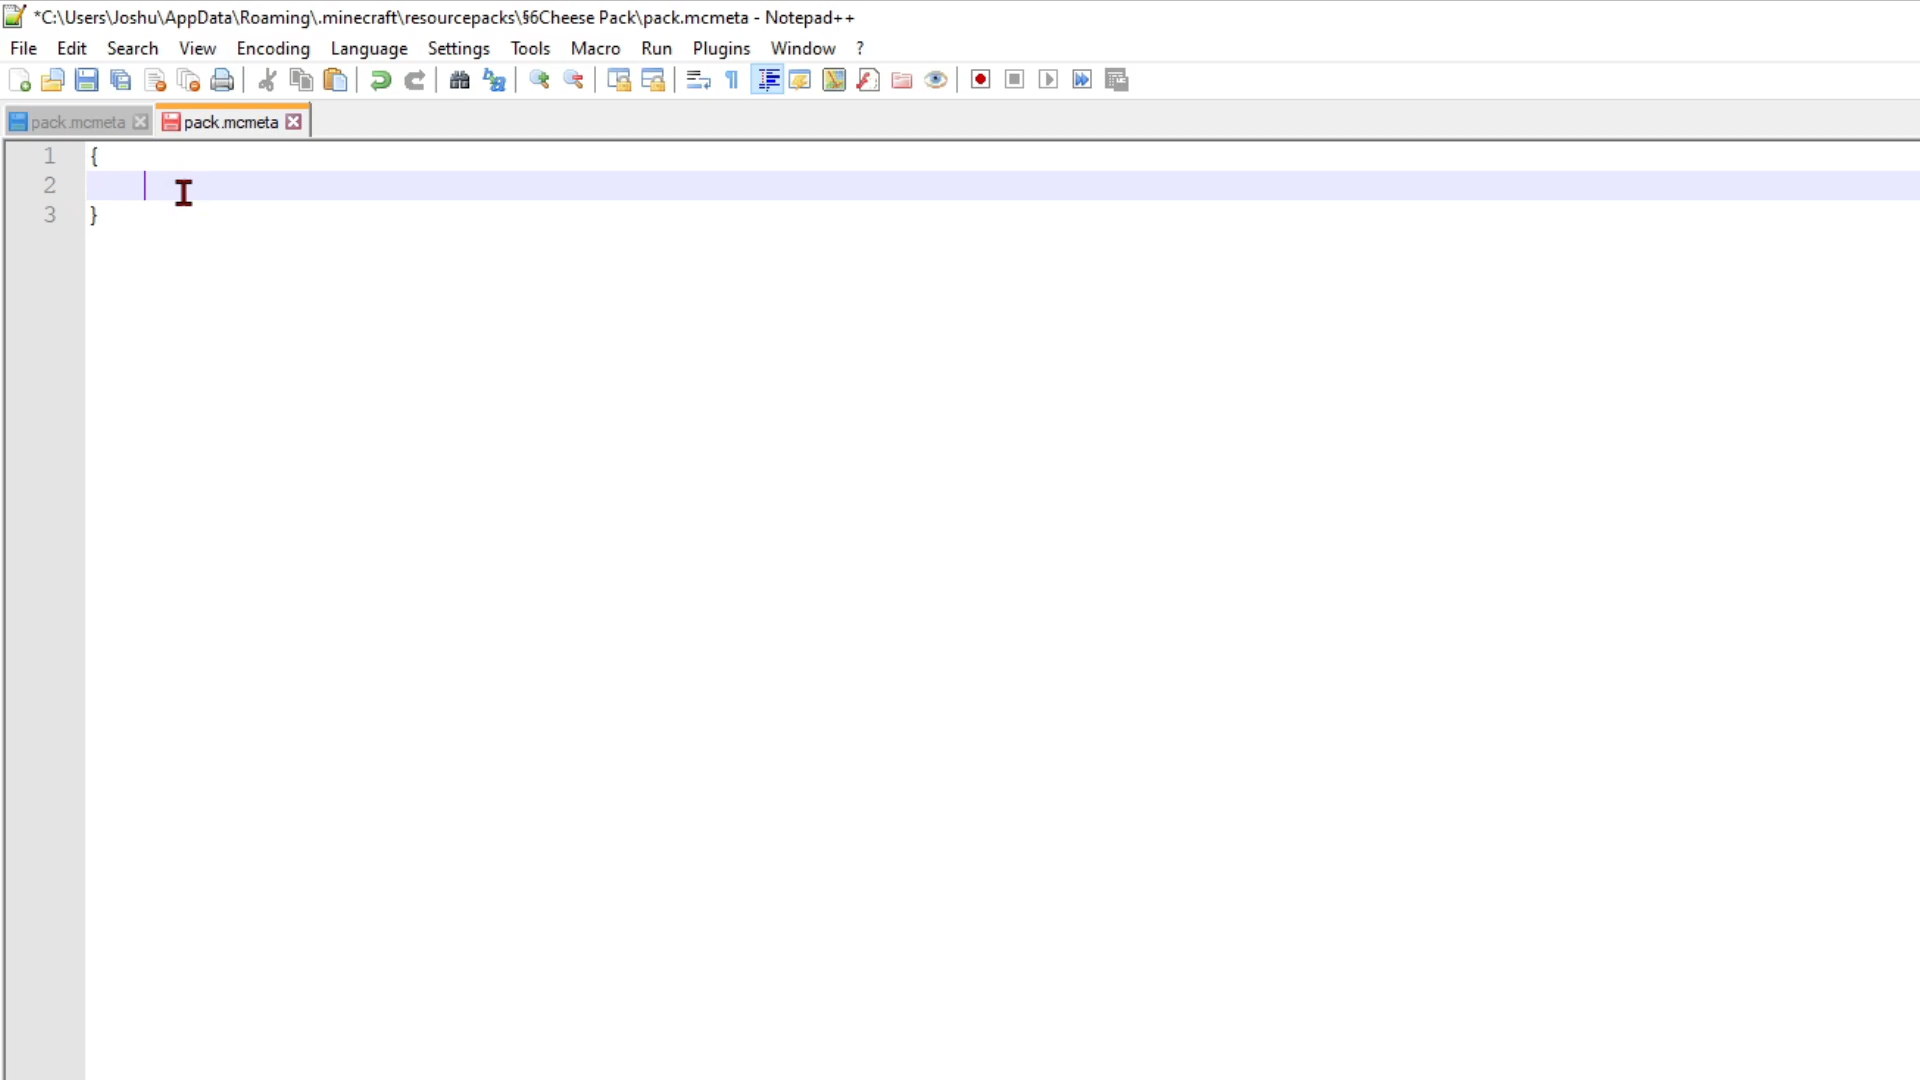 *C:\Users\Joshu\AppData\Roaming\.minecraft\resourcepacks\§6Cheese Pack\pack.mcmeta - Notepad++
File Edit Search View Encoding Language Settings Tools Macro Run Plugins Window ?
pack.mcmeta pack.mcmeta
1 {
2
3 }